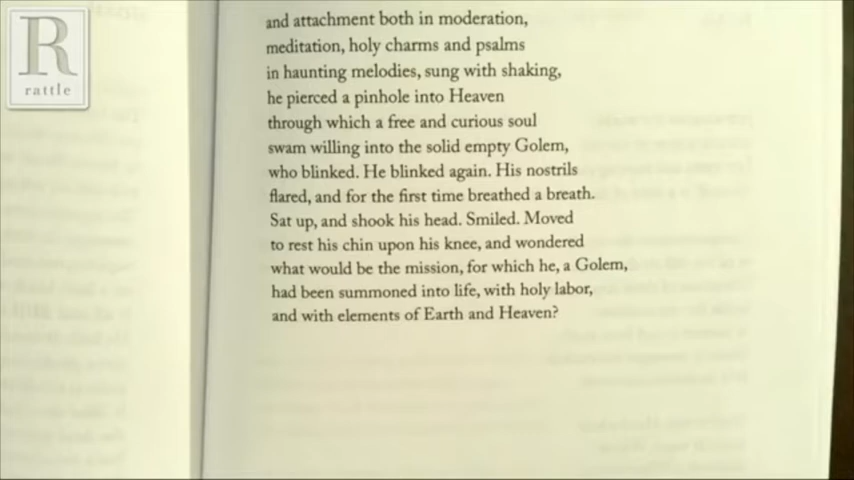 R
rattle
and attachment both in moderation,
meditation, holy charms and psalms
in haunting melodies, sung with shaking,
he pierced a pinhole into Heaven
through which a free and curious soul
swam willing into the solid empty Golem,
who blinked. He blinked again. His nostrils
flared, and for the first time breathed a breath.
Sat up, and shook his head. Smiled. Moved
to rest his chin upon his knee, and wondered
what would be the mission, for which he, a Golem,
had been summoned into life, with holy labor,
and with elements of Earth and Heaven?